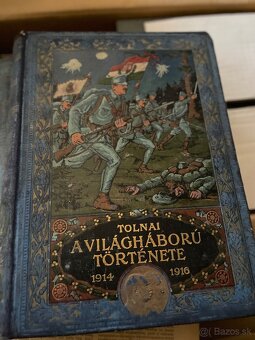 TOLNAI
A VILÁGHÁBORÚ
TÖRTÉNETE
1914 1916
Bazos.sk